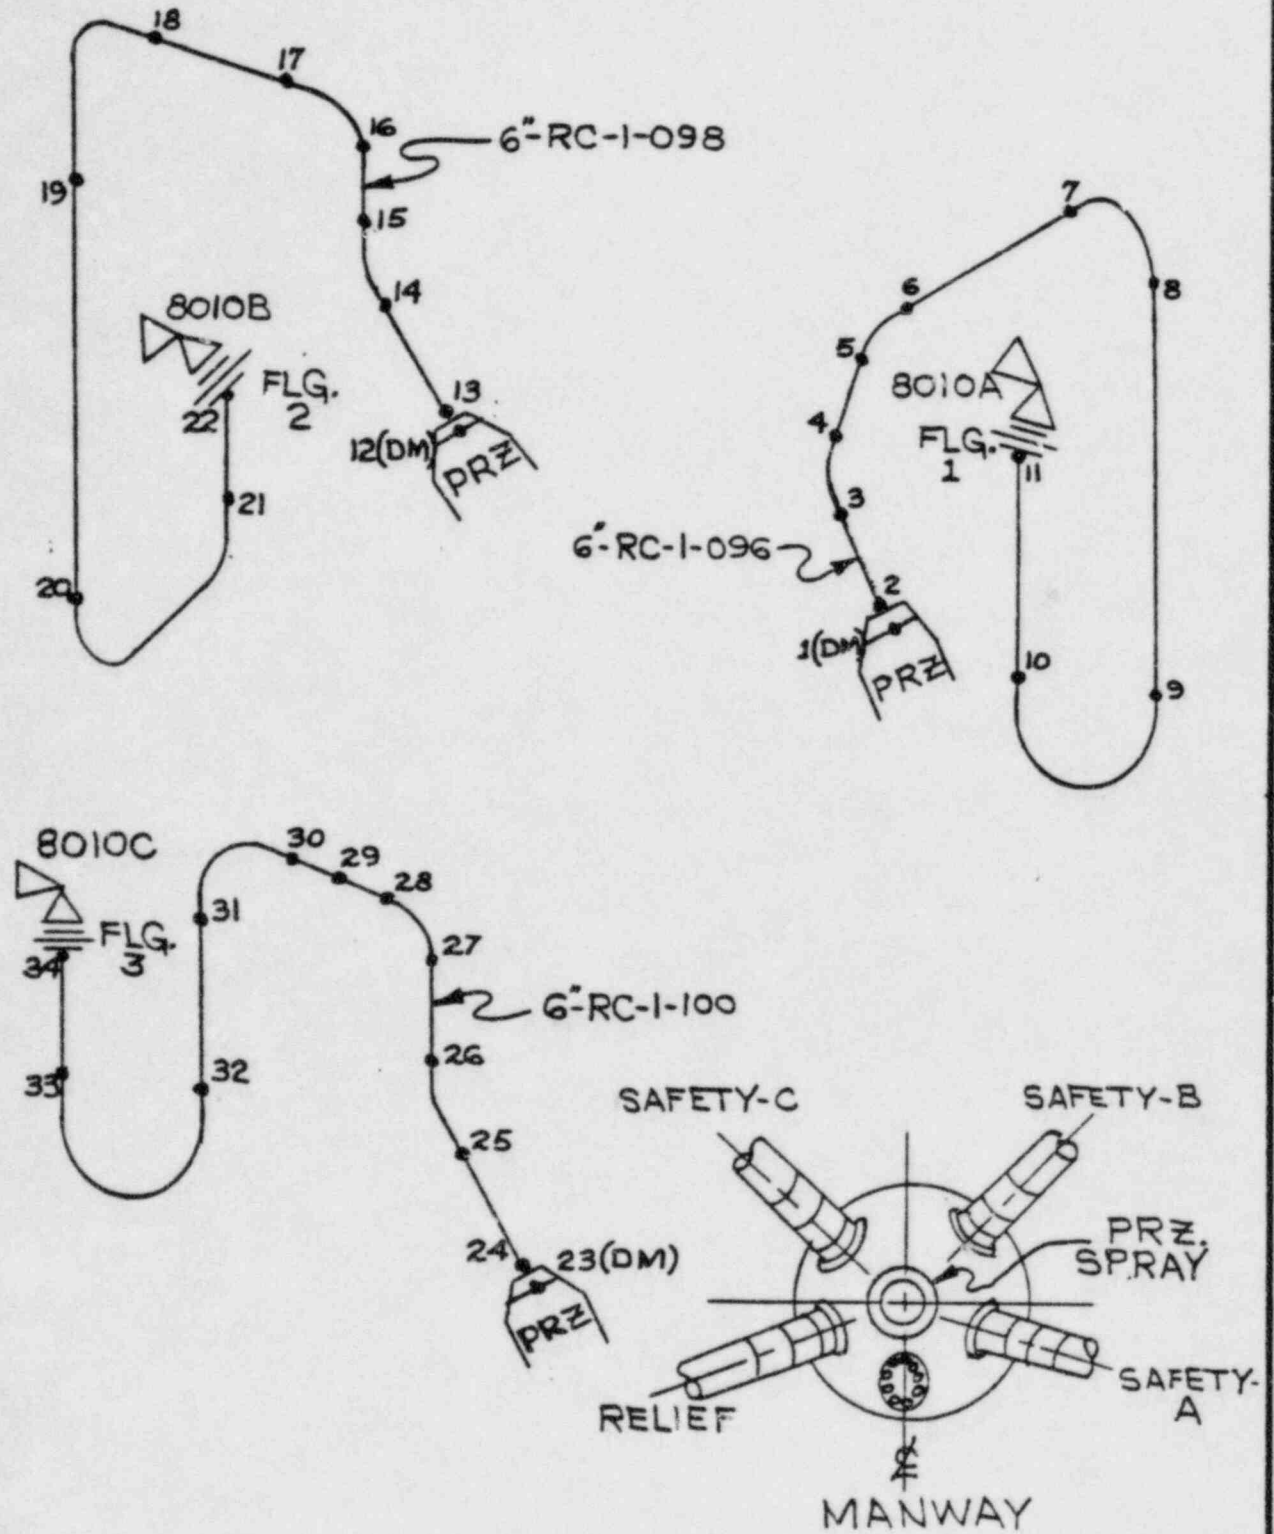 18
17
16
6"-RC-1-098
19
15
14
8010B
FLG.
2
22
13
12(DM)
PRZ
21
20
7
8
6
5
8010A
4
FLG.
1
11
3
6"-RC-1-096
2
1(DM)
PRZ
10
9
8010C
30
29
28
31
FLG.
3
34
27
6"-RC-1-100
26
33
32
25
24
23(DM)
PRZ
SAFETY-C
SAFETY-B
PRZ.
SPRAY
SAFETY-
A
RELIEF
℄
MANWAY